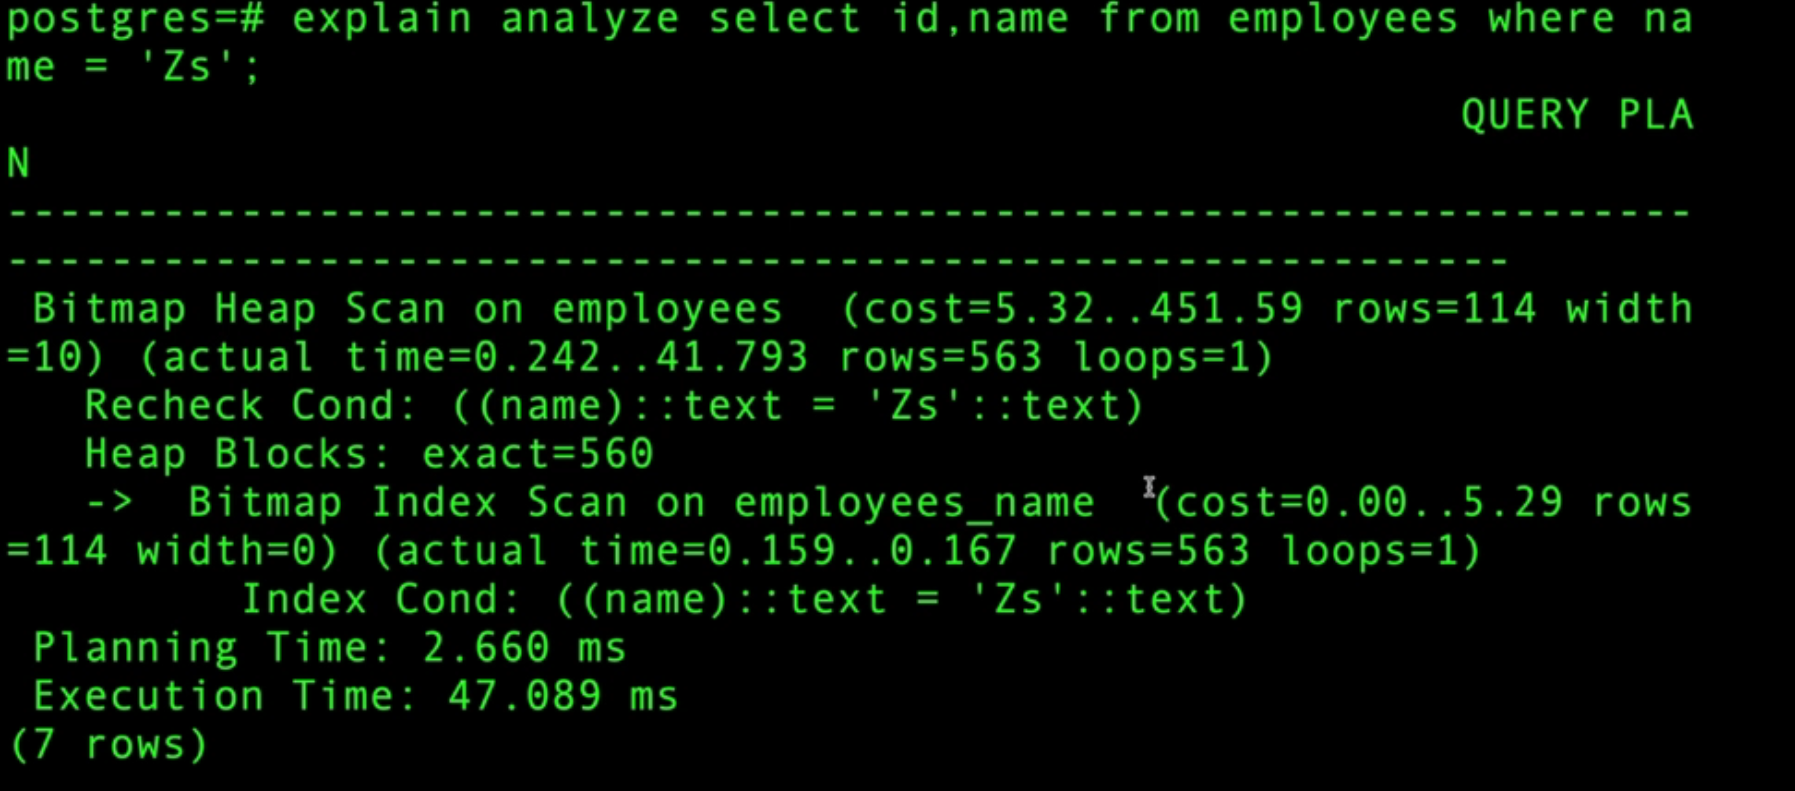 postgres=# explain analyze select id,name from employees where na
me = 'Zs';
QUERY PLA
N
-----------------------------------------------------------------
----------------------------------------------------------
Bitmap Heap Scan on employees  (cost=5.32..451.59 rows=114 width
=10) (actual time=0.242..41.793 rows=563 loops=1)
Recheck Cond: ((name)::text = 'Zs'::text)
Heap Blocks: exact=560
->  Bitmap Index Scan on employees_name  (cost=0.00..5.29 rows
=114 width=0) (actual time=0.159..0.167 rows=563 loops=1)
Index Cond: ((name)::text = 'Zs'::text)
Planning Time: 2.660 ms
Execution Time: 47.089 ms
(7 rows)